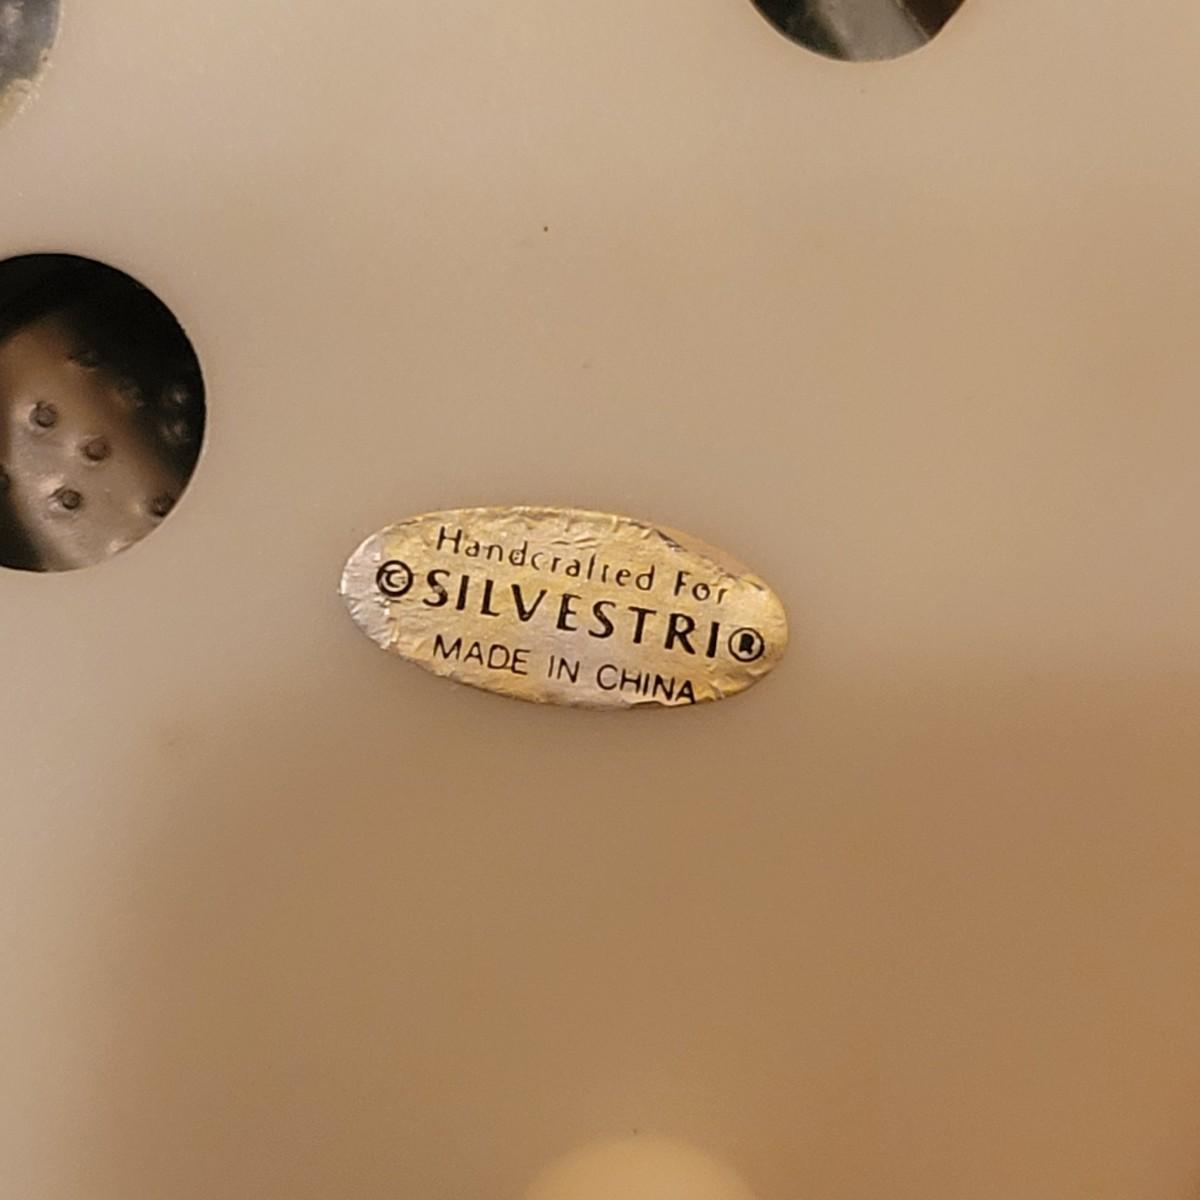 Handcrafted For
©SILVESTRI®
MADE IN CHINA